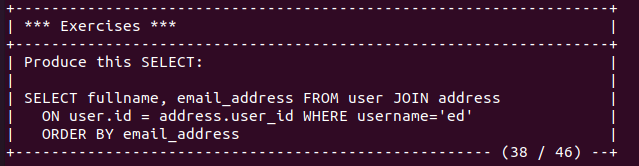 *** Exercises ***
Produce this SELECT:
SELECT fullname, email_address FROM user JOIN address
ON user.id = address.user_id WHERE username='ed'
ORDER BY email_address
(38 / 46)